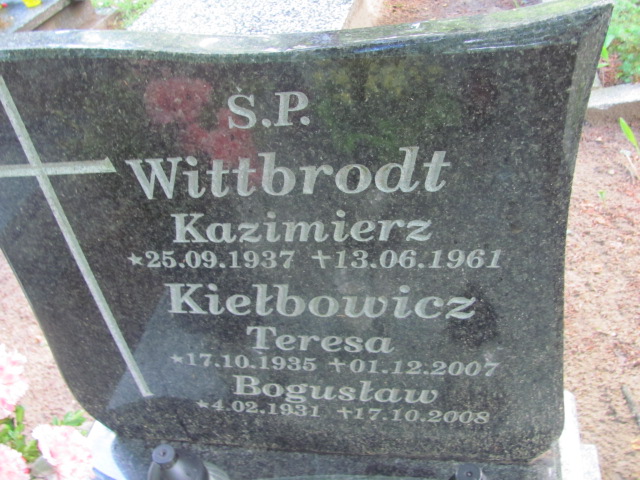 Ś.P.
Wittbrodt
Kazimierz
*25.09.1937 +13.06.1961
Kiełbowicz
Teresa
*17.10.1935 +01.12.2007
Bogusław
*4.02.1931 +17.10.2008